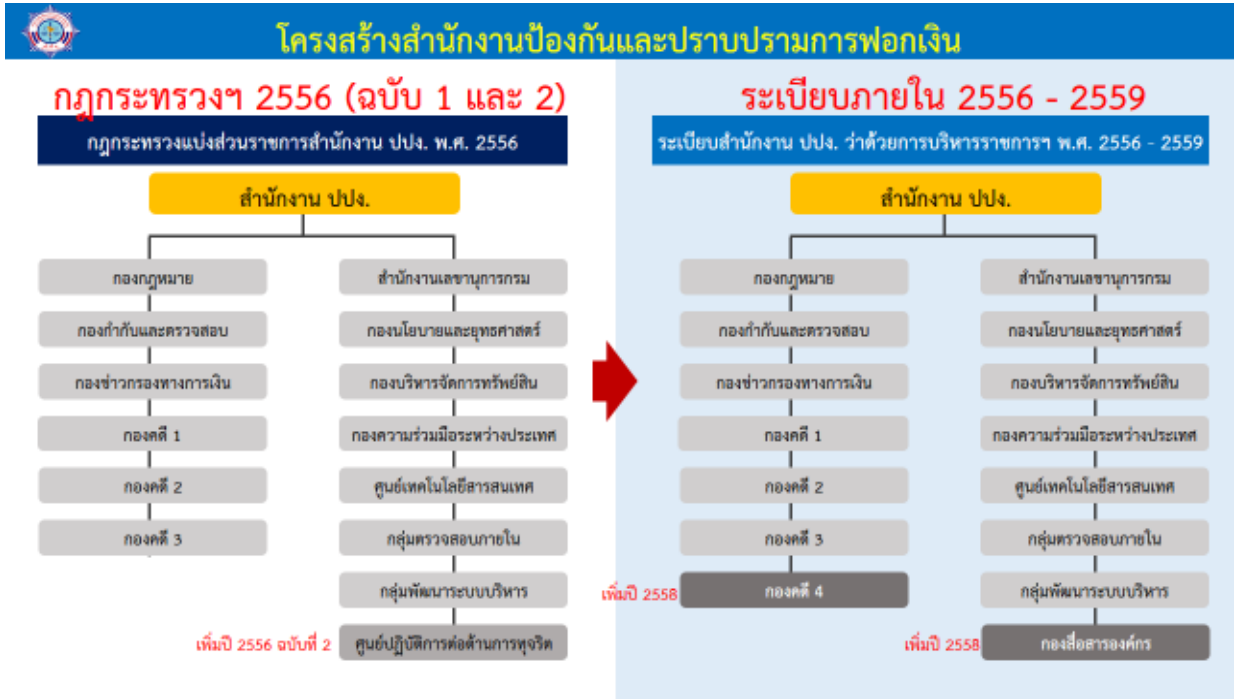 โครงสร้างสำนักงานป้องกันและปราบปรามการฟอกเงิน
กฎกระทรวงฯ 2556 (ฉบับ 1 และ 2)
กฎกระทรวงแบ่งส่วนราชการสำนักงาน ปปง. พ.ศ. 2556
สำนักงาน ปปง.
กองกฎหมาย
กองกำกับและตรวจสอบ
กองข่าวกรองทางการเงิน
กองคดี 1
กองคดี 2
กองคดี 3
สำนักงานเลขานุการกรม
กองนโยบายและยุทธศาสตร์
กองบริหารจัดการทรัพย์สิน
กองความร่วมมือระหว่างประเทศ
ศูนย์เทคโนโลยีสารสนเทศ
กลุ่มตรวจสอบภายใน
กลุ่มพัฒนาระบบบริหาร
เพิ่มปี 2556 ฉบับที่ 2
ศูนย์ปฏิบัติการต่อต้านการทุจริต
ระเบียบภายใน 2556 - 2559
ระเบียบสำนักงาน ปปง. ว่าด้วยการบริหารราชการฯ พ.ศ. 2556 - 2559
สำนักงาน ปปง.
กองกฎหมาย
กองกำกับและตรวจสอบ
กองข่าวกรองทางการเงิน
กองคดี 1
กองคดี 2
กองคดี 3
เพิ่มปี 2558
กองคดี 4
สำนักงานเลขานุการกรม
กองนโยบายและยุทธศาสตร์
กองบริหารจัดการทรัพย์สิน
กองความร่วมมือระหว่างประเทศ
ศูนย์เทคโนโลยีสารสนเทศ
กลุ่มตรวจสอบภายใน
กลุ่มพัฒนาระบบบริหาร
เพิ่มปี 2558
กองสื่อสารองค์กร